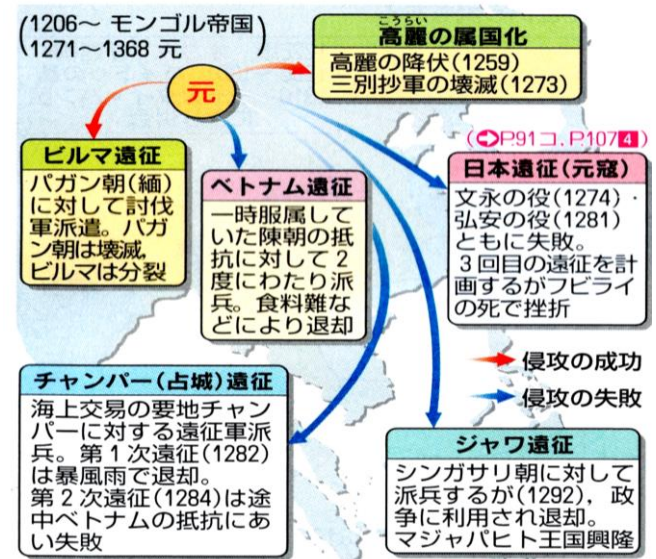 (1206～ モンゴル帝国)
(1271～1368 元)
元
こうらい
高麗の属国化
高麗の降伏(1259)
三別抄軍の壊滅(1273)
ビルマ遠征
パガン朝(緬)
に対して討伐
軍派遣。パガ
ン朝は壊滅,
ビルマは分裂
ベトナム遠征
一時服属して
いた陳朝の抵
抗に対して2
度にわたり派
兵。食料難な
どにより退却
(➲P.91コ, P.107 4)
日本遠征(元寇)
文永の役(1274)・
弘安の役(1281)
ともに失敗。
3回目の遠征を計
画するがフビライ
の死で挫折
侵攻の成功
侵攻の失敗
チャンパー(占城)遠征
海上交易の要地チャン
パーに対する遠征軍派
兵。第1次遠征(1282)
は暴風雨で退却。
第2次遠征(1284)は途
中ベトナムの抵抗にあ
い失敗
ジャワ遠征
シンガサリ朝に対して
派兵するが(1292), 政
争に利用され退却。
マジャパヒト王国興隆